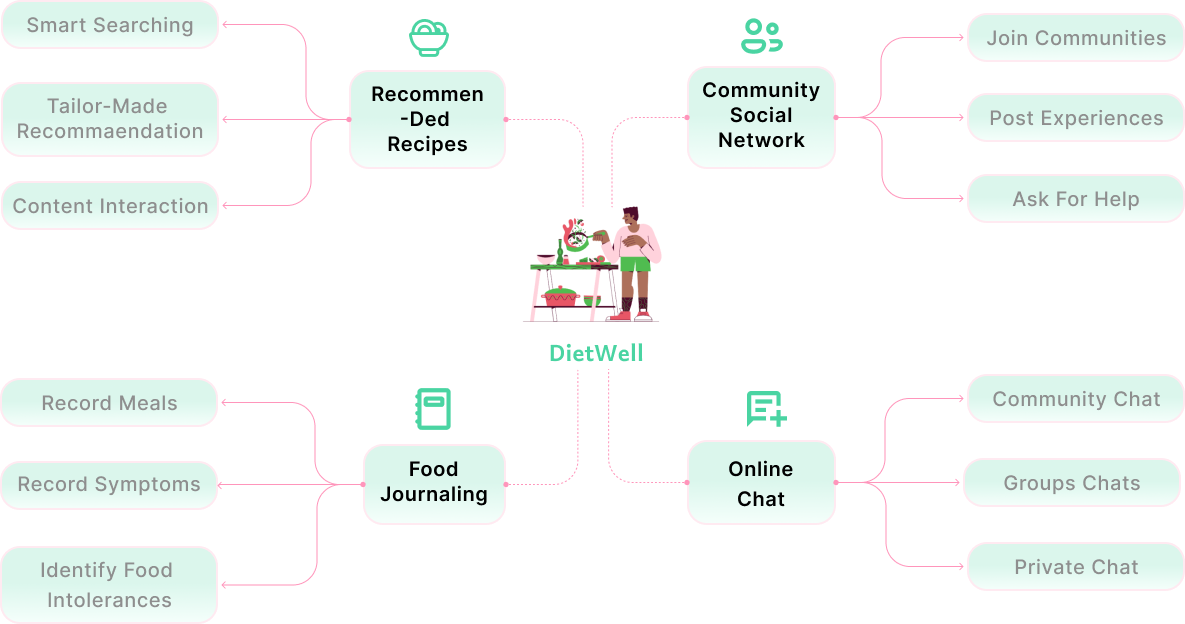 Smart Searching
Tailor-Made
Recommaendation
Content Interaction
Recommen
-Ded
Recipes
Community
Social
Network
Join Communities
Post Experiences
Ask For Help
DietWell
Record Meals
Record Symptoms
Identify Food
Intolerances
Food
Journaling
Online
Chat
Community Chat
Groups Chats
Private Chat